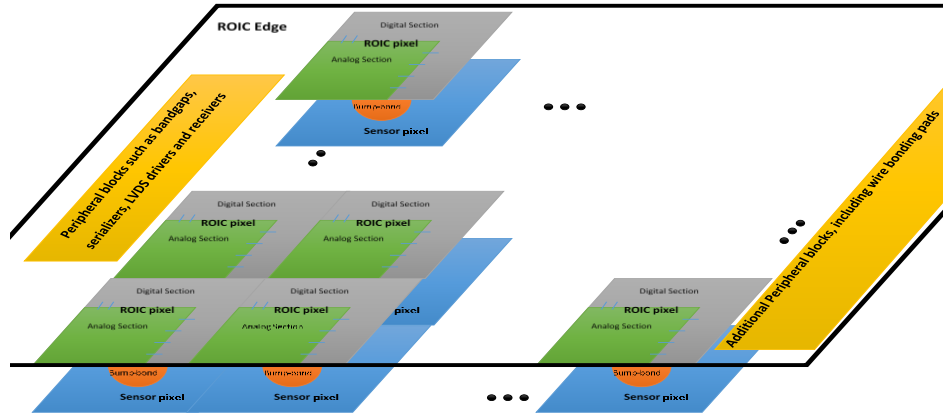 ROIC Edge
Digital Section
ROIC pixel
Analog Section
Bump-bond
Sensor pixel
Peripheral blocks such as bandgaps,
serializers, LVDS drivers and receivers
Additional Peripheral blocks, including wire bonding pads
Digital Section
ROIC pixel
Analog Section
Digital Section
ROIC pixel
Analog Section
Digital Section
ROIC pixel
Analog Section
Bump-bond
Sensor pixel
Digital Section
ROIC pixel
Analog Section
Bump-bond
Sensor pixel
Digital Section
ROIC pixel
Analog Section
Bump-bond
Sensor pixel